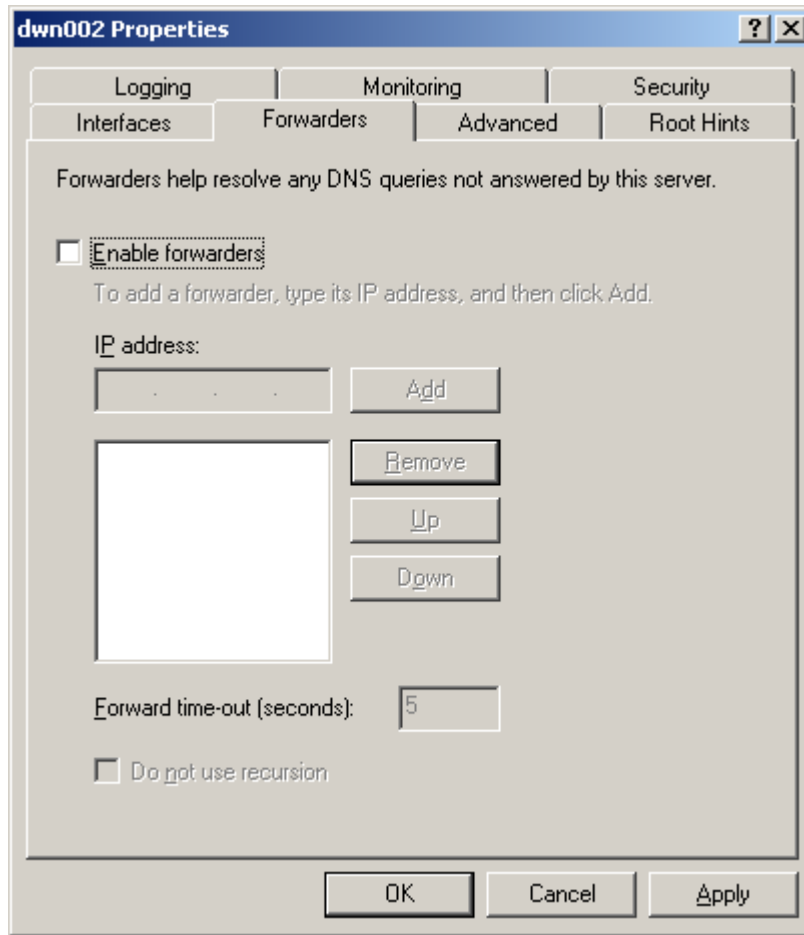 dwn002 Properties
Logging Monitoring Security
Interfaces Forwarders Advanced Root Hints
Forwarders help resolve any DNS queries not answered by this server.
Enable forwarders
To add a forwarder, type its IP address, and then click Add.
IP address:
. . . Add
Remove
Up
Down
Forward time-out (seconds): 5
Do not use recursion
OK Cancel Apply